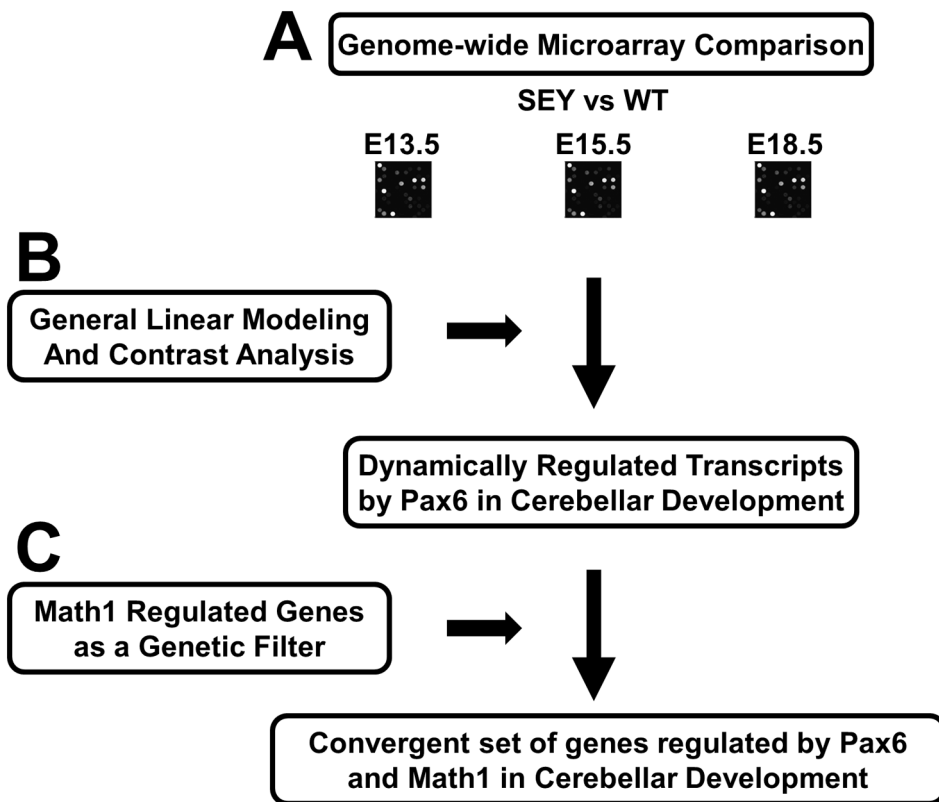 A
Genome-wide Microarray Comparison
SEY vs WT
E13.5 E15.5 E18.5
B
General Linear Modeling
And Contrast Analysis
Dynamically Regulated Transcripts
by Pax6 in Cerebellar Development
C
Math1 Regulated Genes
as a Genetic Filter
Convergent set of genes regulated by Pax6
and Math1 in Cerebellar Development